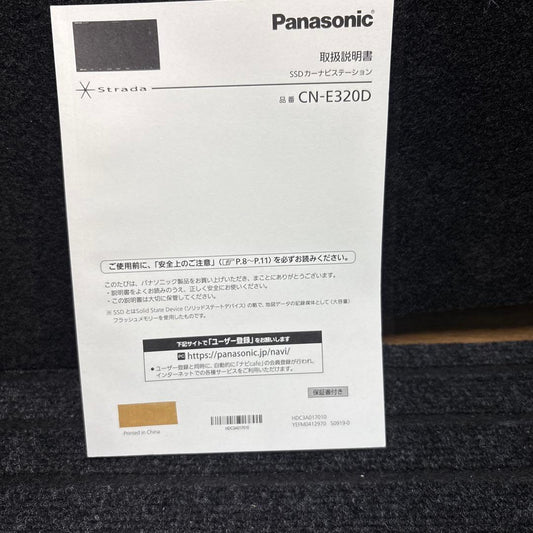 Panasonic
取扱説明書
SSDカーナビステーション
Strada
品番 CN-E320D
ご使用前に、「安全上のご注意」(P.8~P.11)を必ずお読みください。
このたびは、パナソニック製品をお買い上げいただき、まことにありがとうございます。
・説明書をよくお読みのうえ、正しく安全にお使いください。
・この説明書は大切に保管してください。
※ SSD とはSolid State Device(ソリッドステートデバイス)の略で、地図データの記録媒体として(大容量)
フラッシュメモリーを使用したものです。
下記サイトで「ユーザー登録」をお願いします
PC https://panasonic.jp/navi/
●ユーザー登録と同時に、自動的に「ナビcafe」の会員登録が行われ、
インターネットでの各種サービスをご利用いただけます。
保証書付き
Printed in China
HDC3A017010
HDC3A017010
YEFM0412970 S0919-0